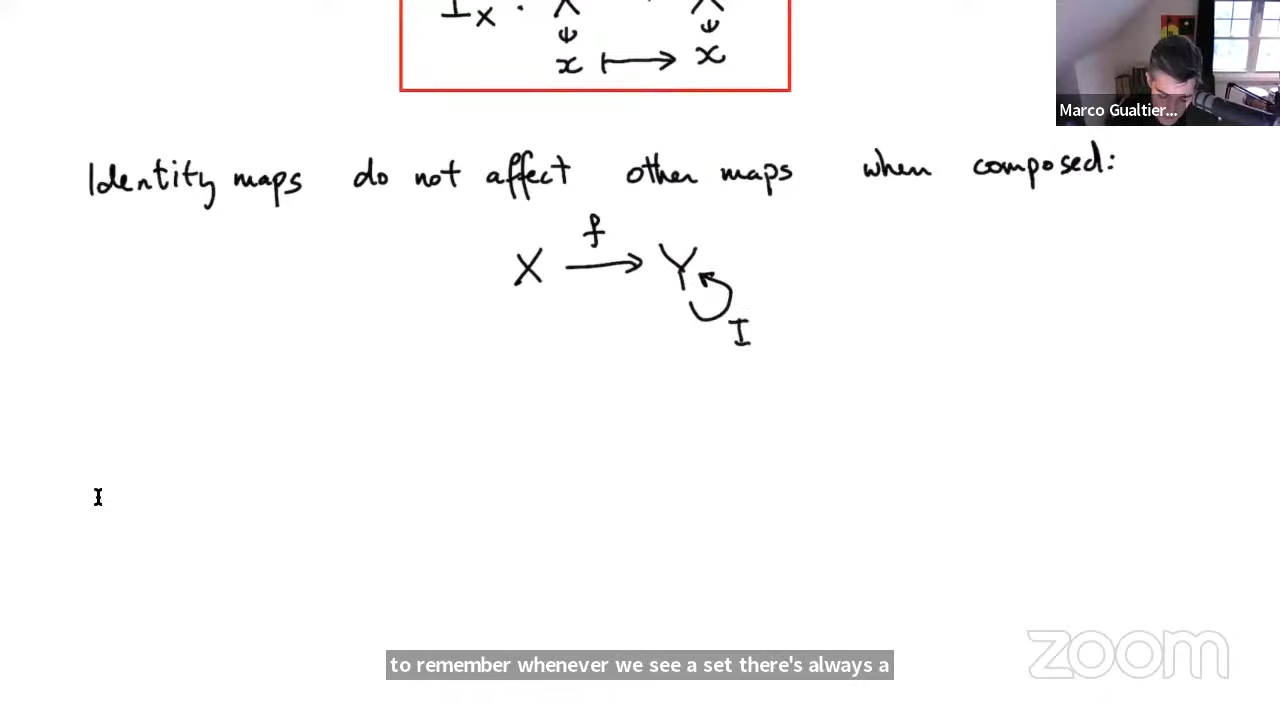 I_X : X → X
x ↦ x
Marco Gualtier...
Identity maps do not affect other maps when composed:
f
X → Y
I
to remember whenever we see a set there's always a
zoom